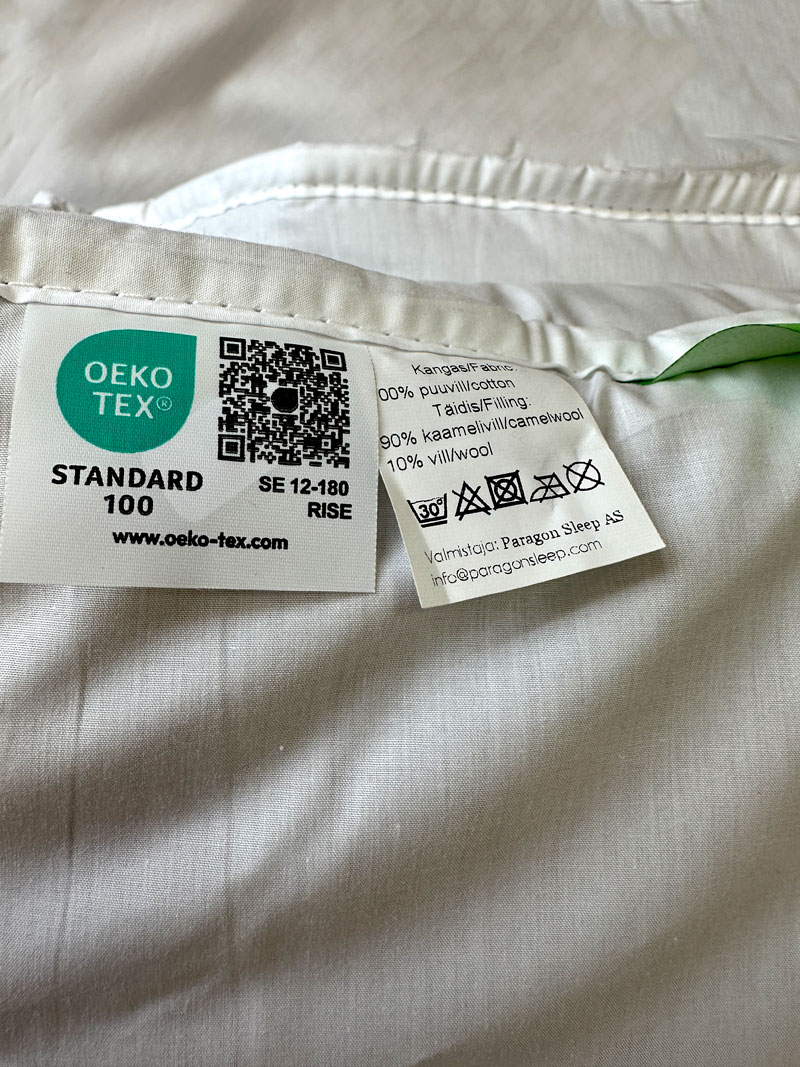 OEKO
TEX®
STANDARD
100
SE 12-180
RISE
www.oeko-tex.com
Kangas/Fabric:
00% puuvill/cotton
Täidis/Filling:
90% kaamelivill/camelwool
10% vill/wool
30°
Valmistaja: Paragon Sleep AS
info@paragonsleep.com